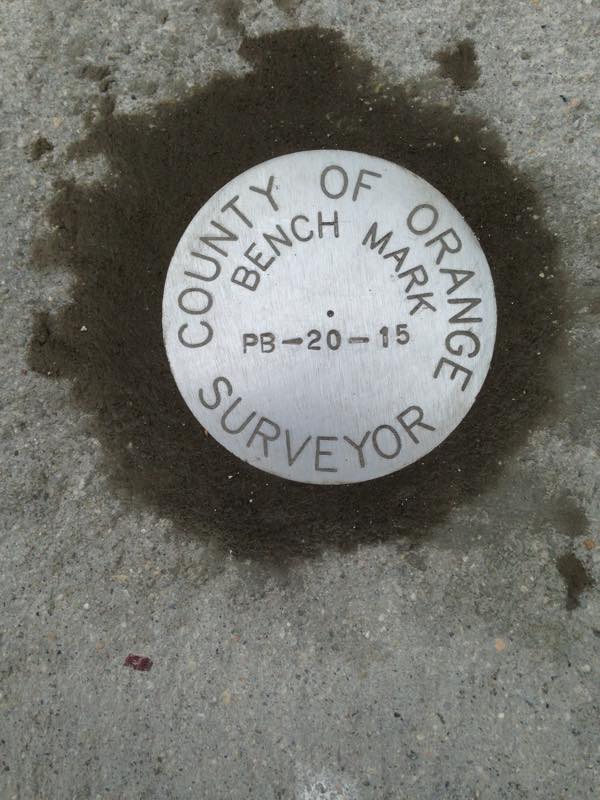 COUNTY OF ORANGE
BENCH MARK
PB-20-15
SURVEYOR